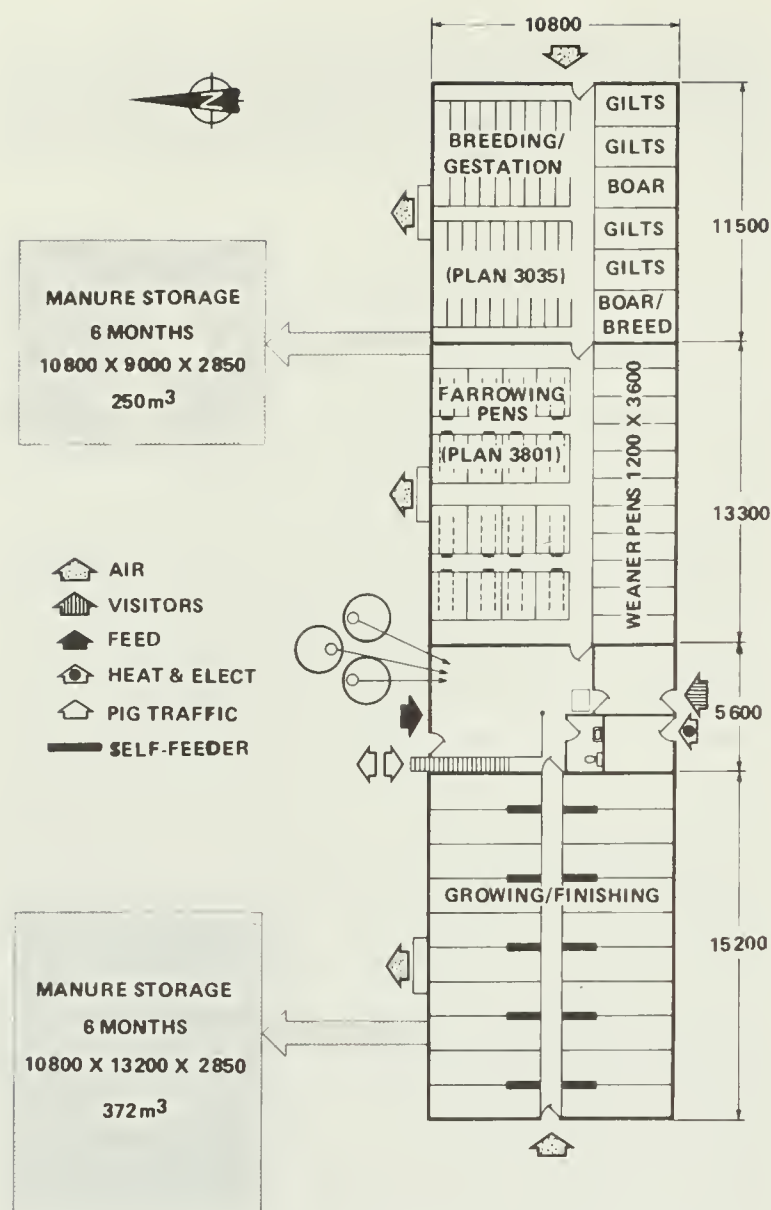 10800
N
BREEDING/
GESTATION
(PLAN 3035)
GILTS
GILTS
BOAR
GILTS
GILTS
BOAR/
BREED
11500
MANURE STORAGE
6 MONTHS
10800 X 9000 X 2850
250m3
FARROWING
PENS
(PLAN 3801)
WEANER PENS 1200 X 3600
13300
AIR
VISITORS
FEED
HEAT & ELECT
PIG TRAFFIC
SELF-FEEDER
5600
GROWING/FINISHING
15200
MANURE STORAGE
6 MONTHS
10800 X 13200 X 2850
372m3